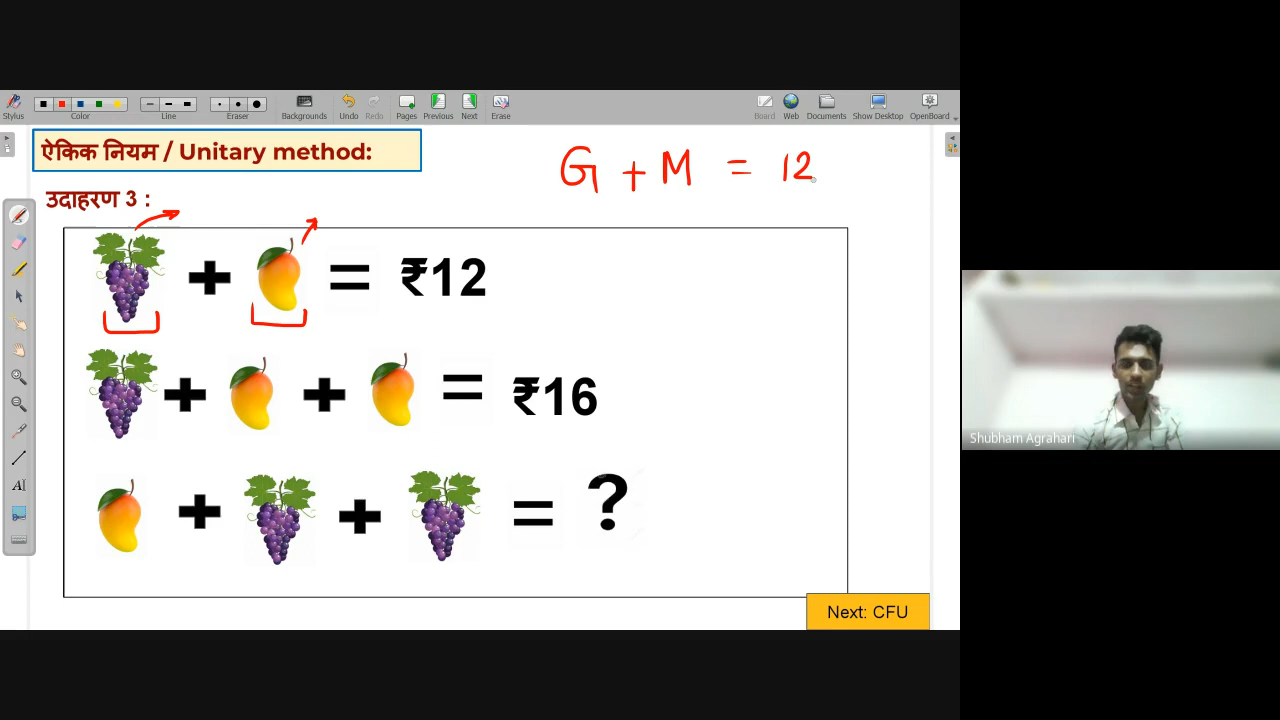 Stylus
Color
Line
Eraser
Backgrounds
Undo
Redo
Pages
Previous
Next
Erase
Board
Web
Documents
Show Desktop
OpenBoard
ऐकिक नियम / Unitary method:
G + M = 12
उदाहरण 3 :
+ = ₹12
+ + = ₹16
+ + = ?
Next: CFU
Shubham Agrahari